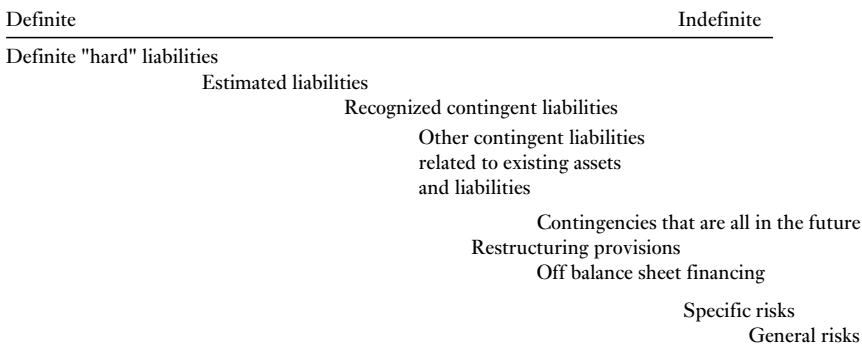 Definite Indefinite
Definite "hard" liabilities
Estimated liabilities
Recognized contingent liabilities
Other contingent liabilities
related to existing assets
and liabilities
Contingencies that are all in the future
Restructuring provisions
Off balance sheet financing
Specific risks
General risks